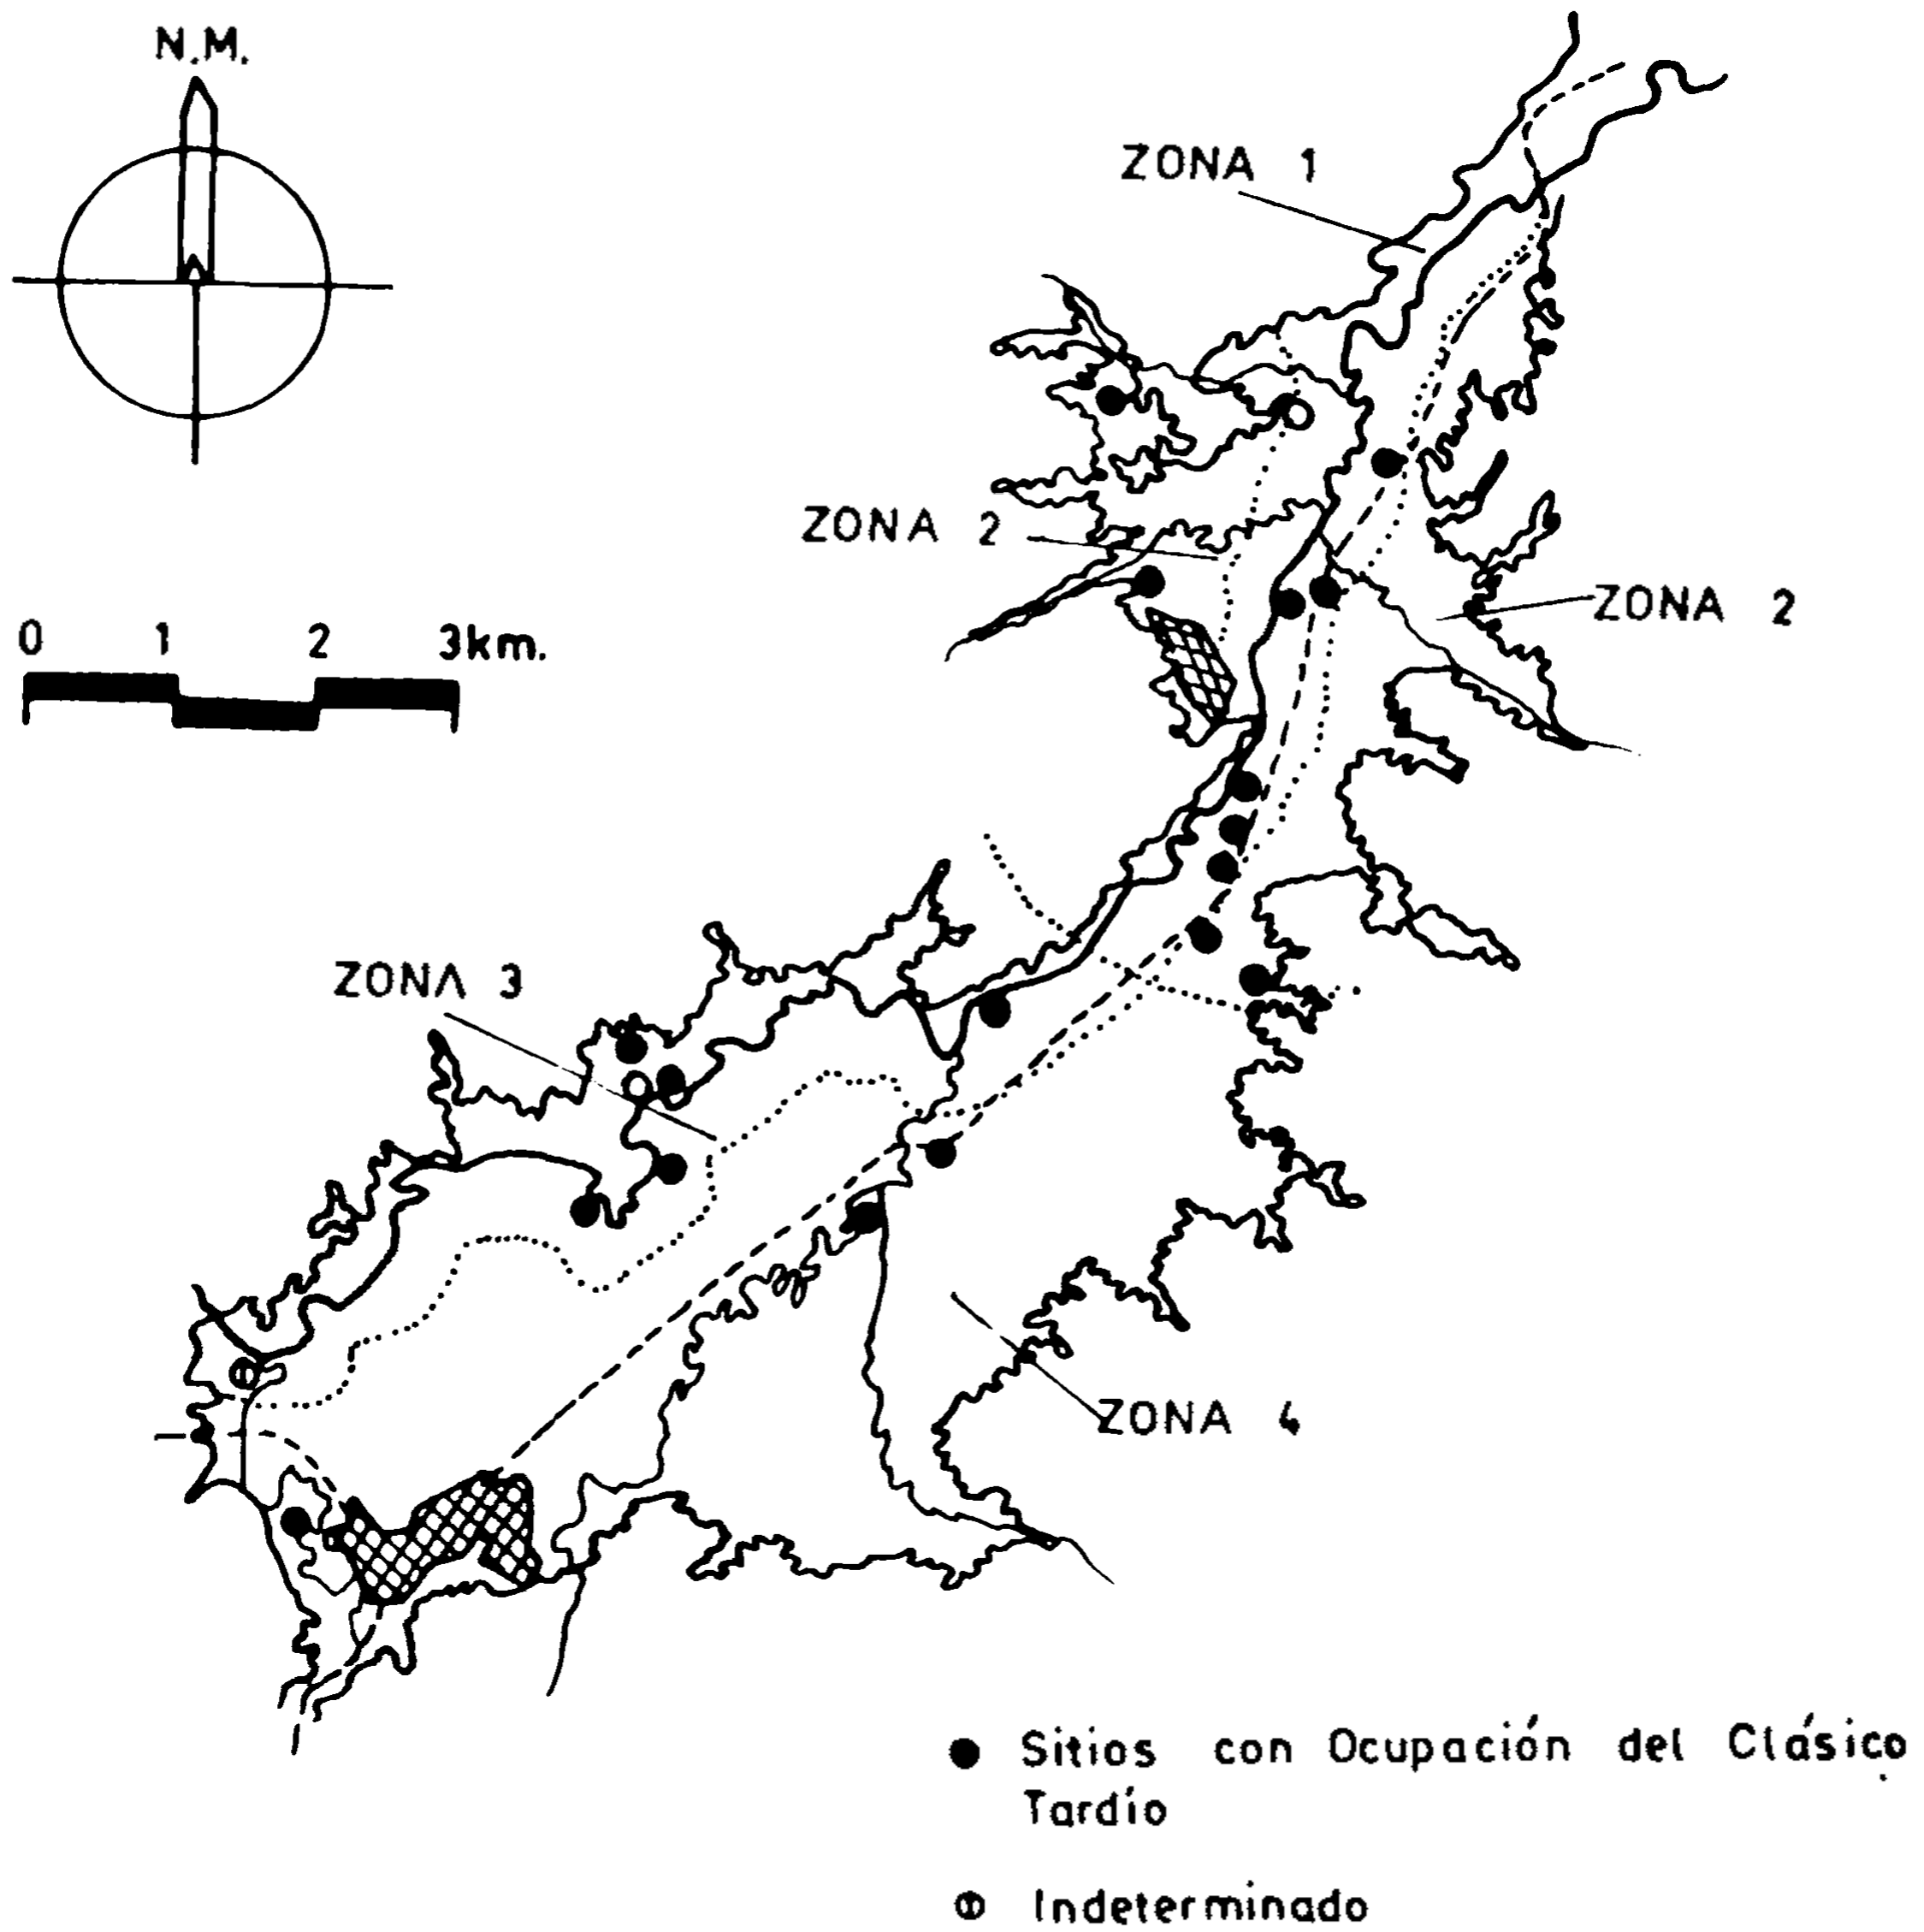 N.M.
ZONA 1
ZONA 2
ZONA 2
0 1 2 3km.
ZONA 3
ZONA 4
Sitios con Ocupación del Clásico
Tardío
Indeterminado